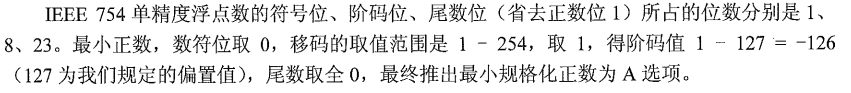 IEEE 754 单精度浮点数的符号位、阶码位、尾数位（省去正数位 1）所占的位数分别是 1、
8、23。最小正数，数符位取 0，移码的取值范围是 1 - 254，取 1，得阶码值 1 - 127 = -126
（127 为我们规定的偏置值），尾数取全 0，最终推出最小规格化正数为 A 选项。